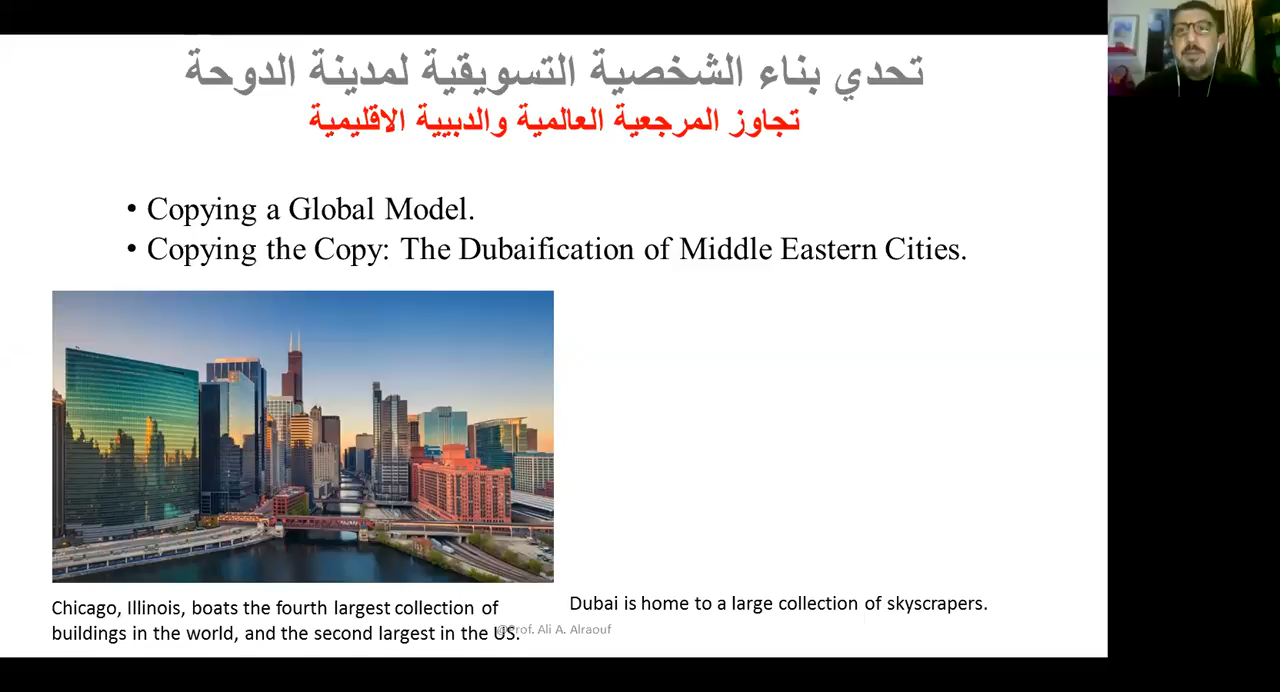 تحدي بناء الشخصية التسويقية لمدينة الدوحة
تجاوز المرجعية العالمية والدبيية الاقليمية
• Copying a Global Model.
• Copying the Copy: The Dubaification of Middle Eastern Cities.
Chicago, Illinois, boats the fourth largest collection of
buildings in the world, and the second largest in the US.
Dubai is home to a large collection of skyscrapers.
@Prof. Ali A. Alraouf